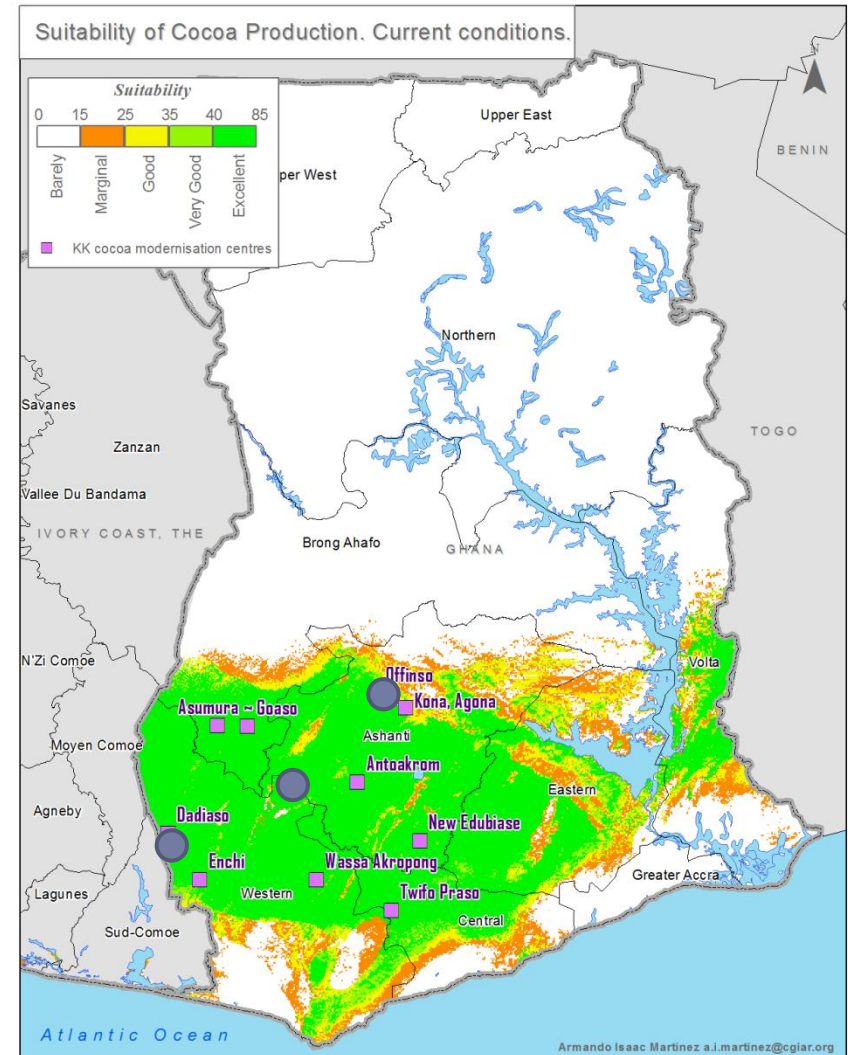 Suitability of Cocoa Production. Current conditions.
Suitability
0 15 25 35 40 85
Barely
Marginal
Good
Very Good
Excellent
KK cocoa modernisation centres
N
Upper East
BENIN
per West
Northern
Savanes
TOGO
Zanzan
Vallee Du Bandama
IVORY COAST, THE
Brong Ahafo
GHANA
N'Zi Comoe
Volta
Offinso
Asumura ~ Goaso
Kona, Agona
Ashanti
Moyen Comoe
Antoakrom
Eastern
Agneby
Dadiaso
New Edubiase
Enchi
Wassa Akropong
Greater Accra
Lagunes
Western
Twifo Praso
Central
Sud-Comoe
Atlantic Ocean
Armando Isaac Martinez a.i.martinez@cgiar.org